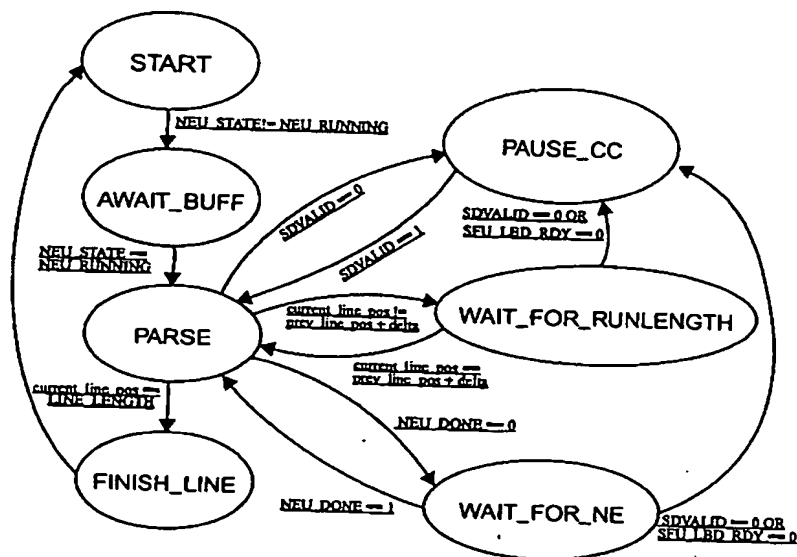 START
NEU_STATE!= NEU_RUNNING
PAUSE_CC
AWAIT_BUFF
SDVALID == 0
SDVALID == 0 OR
SFU_LBD_RDY == 0
SDVALID == 1
NEU_STATE ==
NEU_RUNNING
current_line_pos !=
prev_line_pos + delta
WAIT_FOR_RUNLENGTH
PARSE
current_line_pos ==
prev_line_pos + delta
current_line_pos ==
LINE_LENGTH
NEU_DONE == 0
FINISH_LINE
NEU_DONE == 1
WAIT_FOR_NE
SDVALID == 0 OR
SFU_LBD_RDY == 0